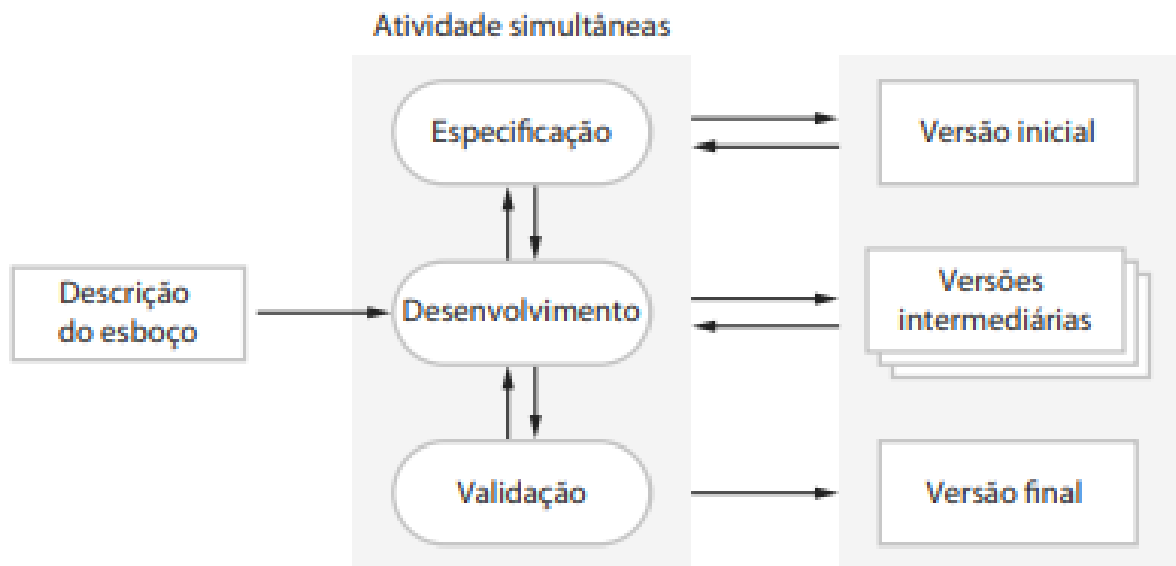 Atividade simultâneas
Especificação
Versão inicial
Descrição
do esboço
Desenvolvimento
Versões
intermediárias
Validação
Versão final